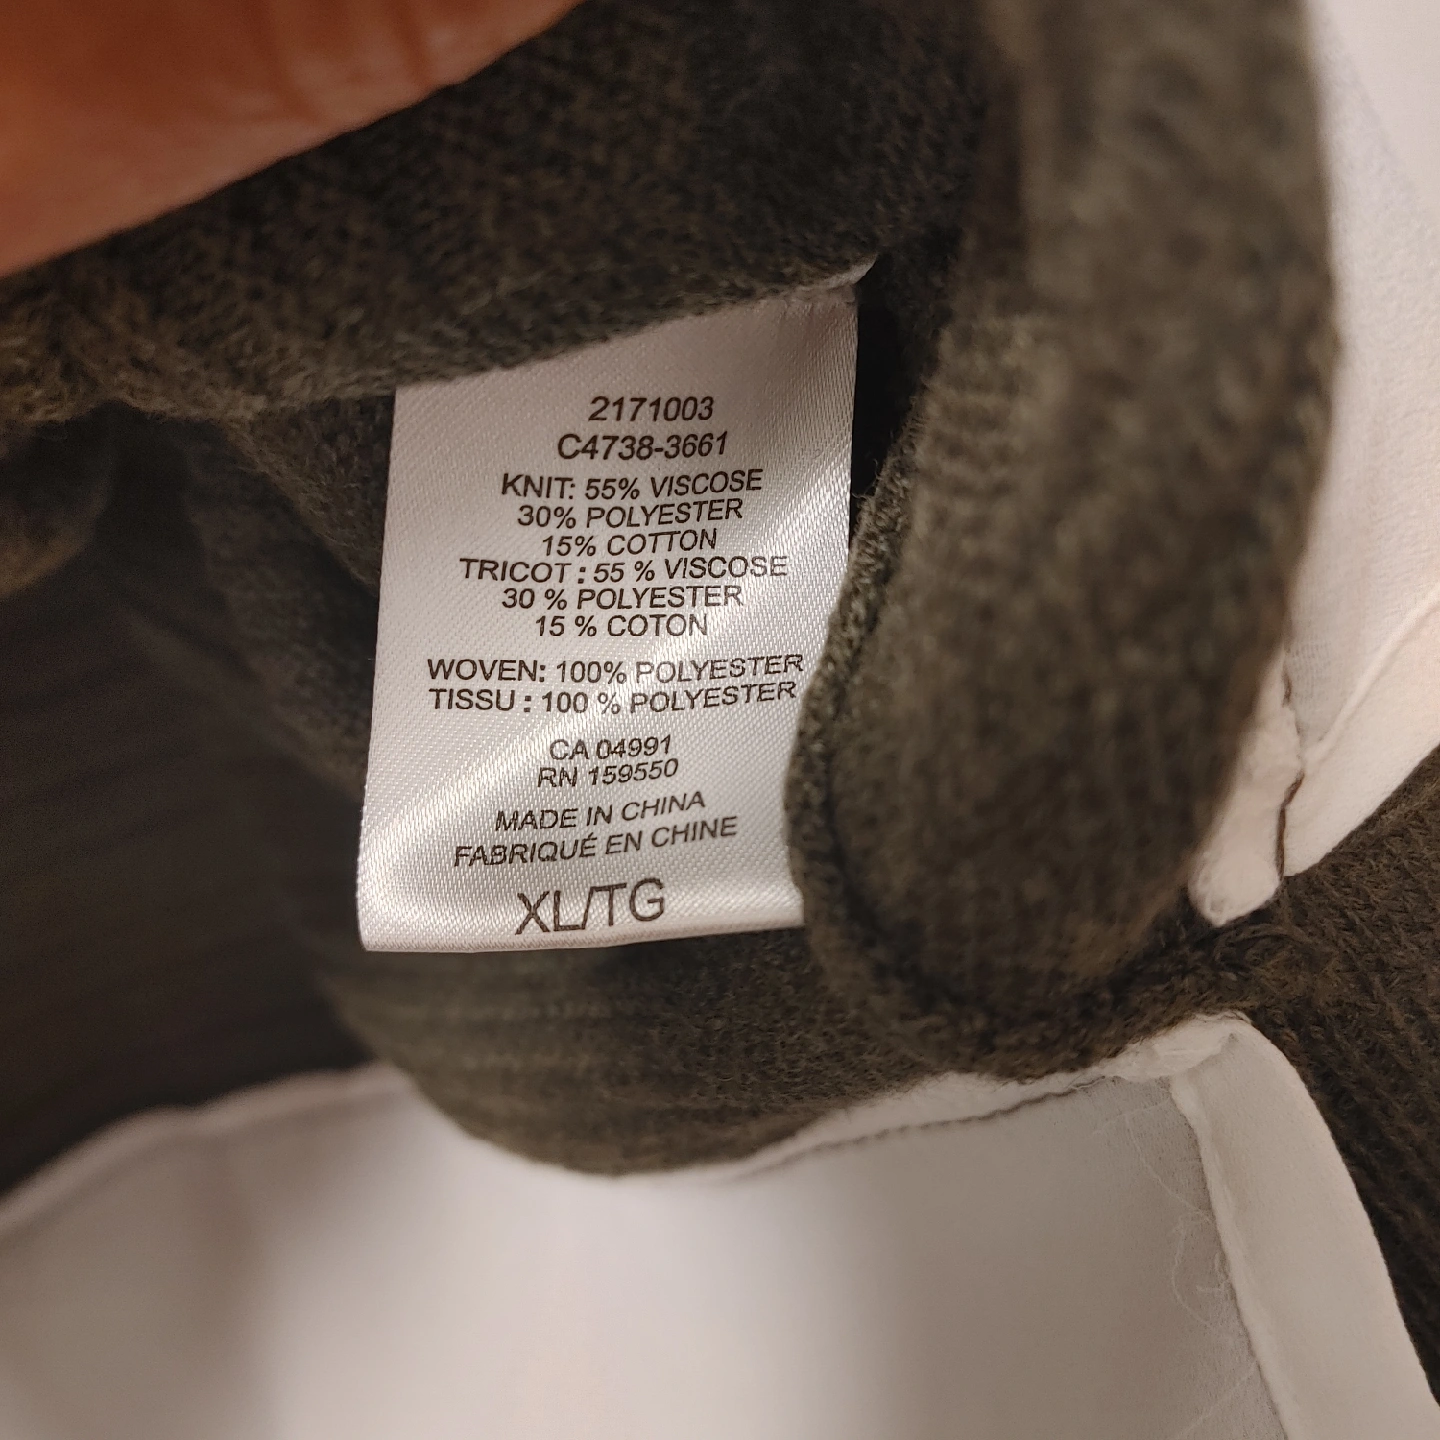 2171003
C4738-3661
KNIT: 55% VISCOSE
30% POLYESTER
15% COTTON
TRICOT : 55 % VISCOSE
30 % POLYESTER
15 % COTON
WOVEN: 100% POLYESTER
TISSU : 100 % POLYESTER
CA 04991
RN 159550
MADE IN CHINA
FABRIQUÉ EN CHINE
XL/TG